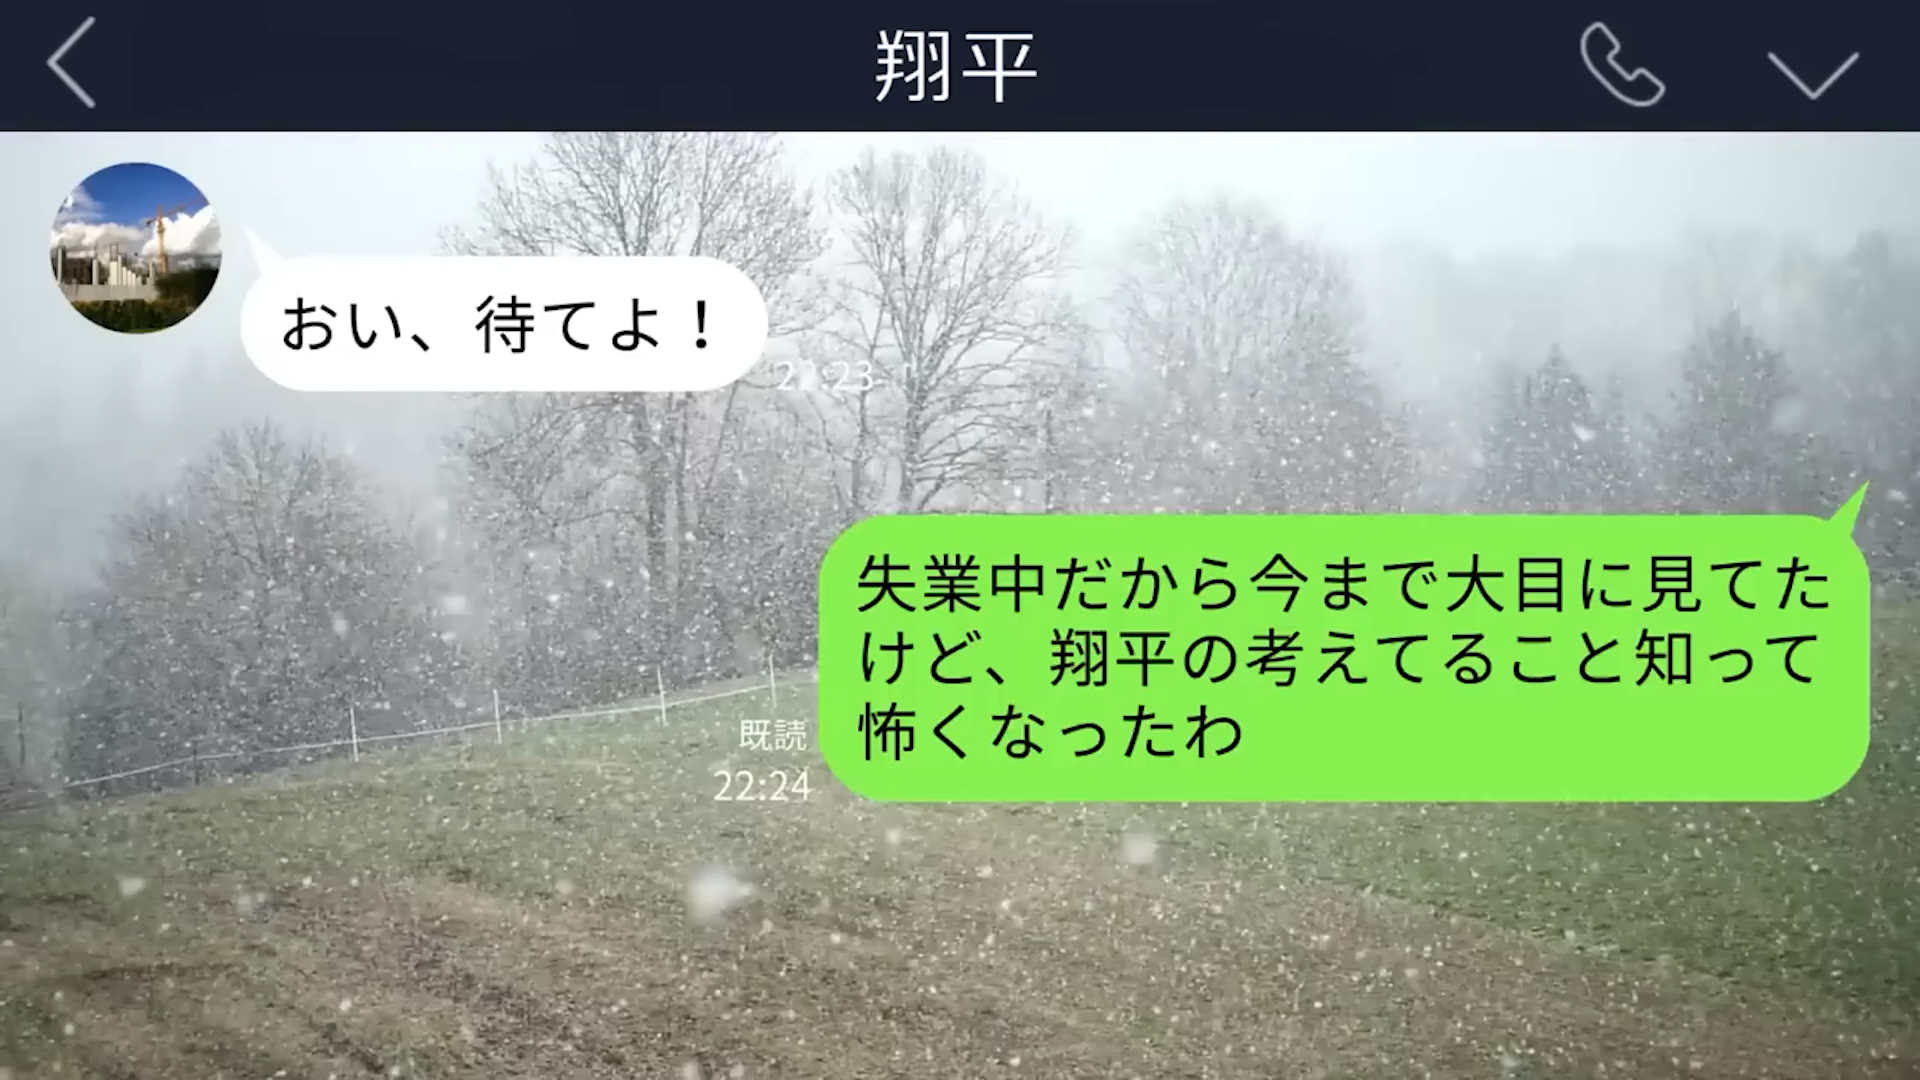 翔平
おい、待てよ！
22:23
失業中だから今まで大目に見てた
けど、翔平の考えてること知って
怖くなったわ
既読
22:24